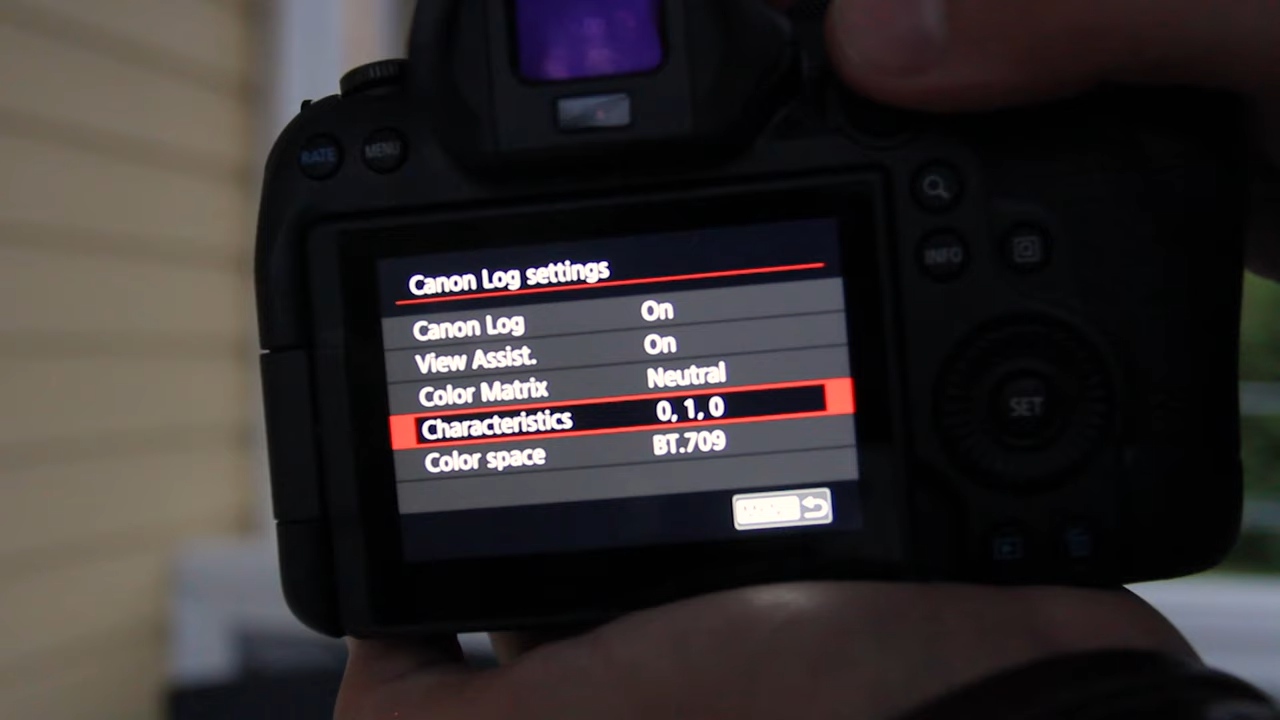 RATE
MENU
INFO
Canon Log settings
Canon Log On
View Assist. On
Color Matrix Neutral
Characteristics 0, 1, 0
Color space BT.709
SET